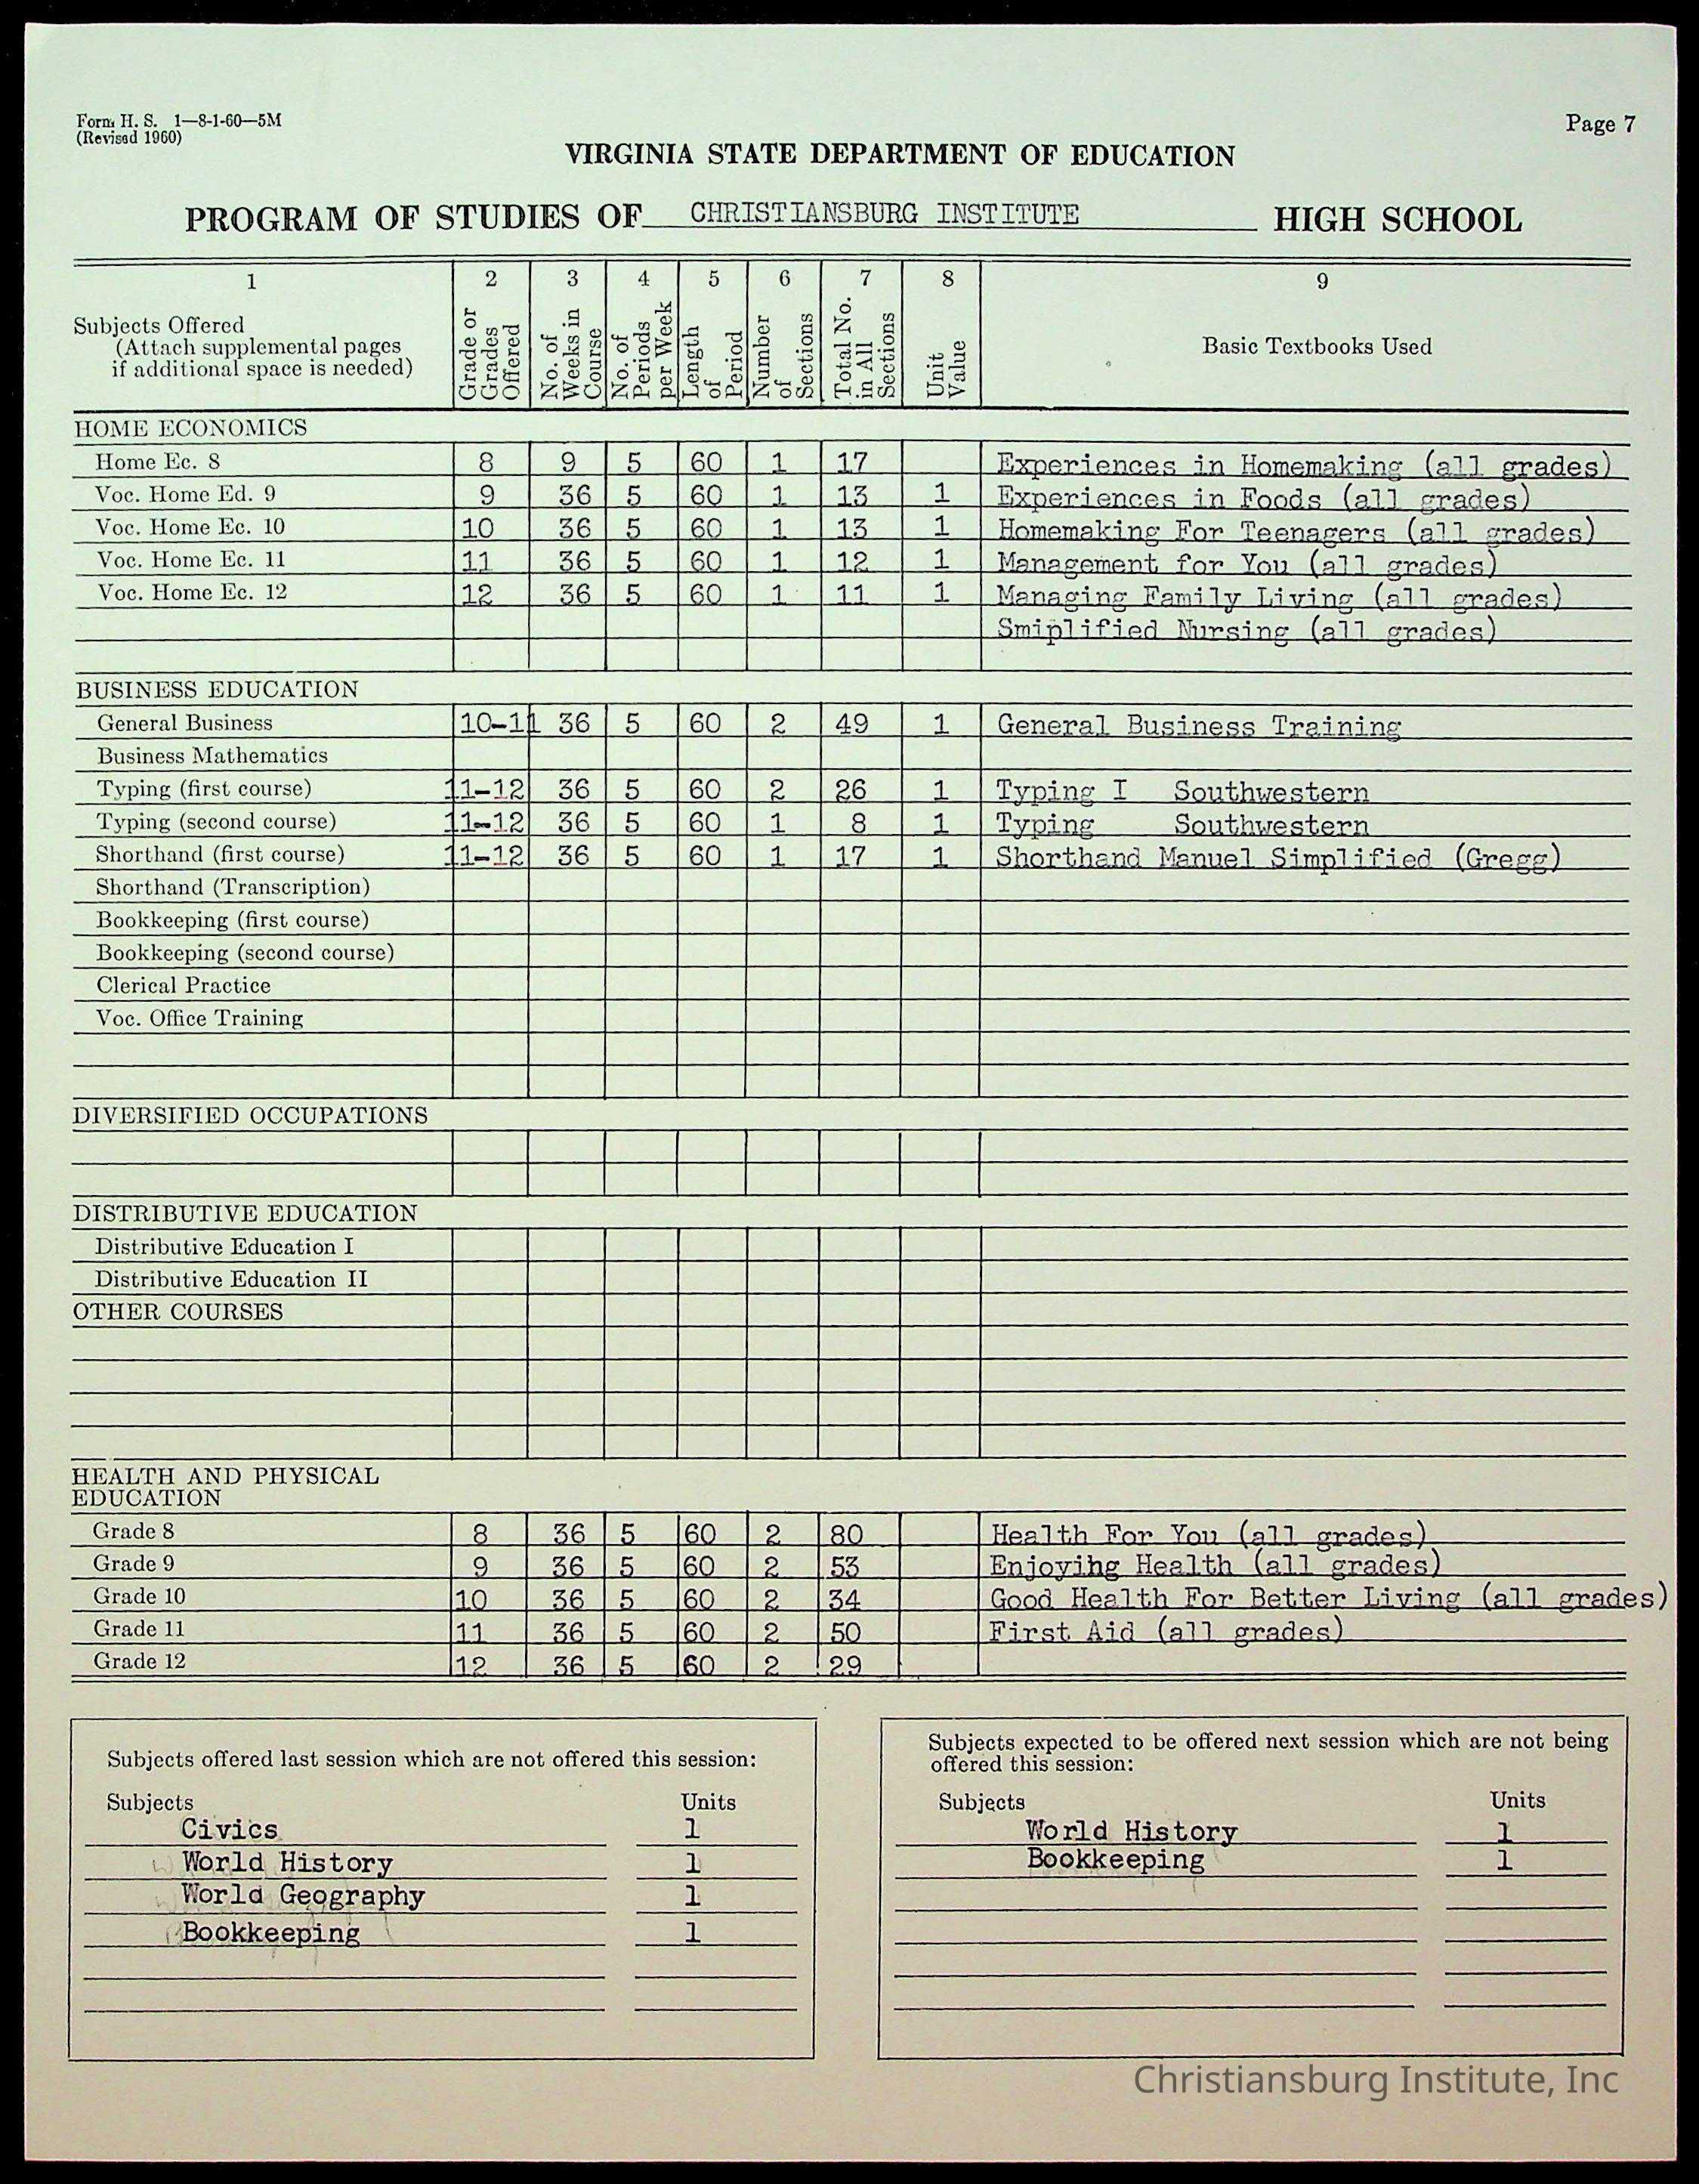 Form H. S. 1—8-1-60—5M
(Revised 1960)
Page 7
VIRGINIA STATE DEPARTMENT OF EDUCATION
PROGRAM OF STUDIES OF CHRISTIANSBURG INSTITUTE HIGH SCHOOL
1 2 3 4 5 6 7 8 9
Subjects Offered
(Attach supplemental pages
if additional space is needed)
Grade or
Grades
Offered
No. of
Weeks in
Course
No. of
Periods
per Week
Length
of
Period
Number
of
Sections
Total No.
in All
Sections
Unit
Value
Basic Textbooks Used
HOME ECONOMICS
Home Ec. 8 8 9 5 60 1 17 Experiences in Homemaking (all grades)
Voc. Home Ed. 9 9 36 5 60 1 13 1 Experiences in Foods (all grades)
Voc. Home Ec. 10 10 36 5 60 1 13 1 Homemaking For Teenagers (all grades)
Voc. Home Ec. 11 11 36 5 60 1 12 1 Management for You (all grades)
Voc. Home Ec. 12 12 36 5 60 1 11 1 Managing Family Living (all grades)
Smiplified Nursing (all grades)
BUSINESS EDUCATION
General Business 10-11 36 5 60 2 49 1 General Business Training
Business Mathematics
Typing (first course) 11-12 36 5 60 2 26 1 Typing I Southwestern
Typing (second course) 11-12 36 5 60 1 8 1 Typing Southwestern
Shorthand (first course) 11-12 36 5 60 1 17 1 Shorthand Manuel Simplified (Gregg)
Shorthand (Transcription)
Bookkeeping (first course)
Bookkeeping (second course)
Clerical Practice
Voc. Office Training
DIVERSIFIED OCCUPATIONS
DISTRIBUTIVE EDUCATION
Distributive Education I
Distributive Education II
OTHER COURSES
HEALTH AND PHYSICAL
EDUCATION
Grade 8 8 36 5 60 2 80 Health For You (all grades)
Grade 9 9 36 5 60 2 53 Enjoying Health (all grades)
Grade 10 10 36 5 60 2 34 Good Health For Better Living (all grades)
Grade 11 11 36 5 60 2 50 First Aid (all grades)
Grade 12 12 36 5 60 2 29
Subjects offered last session which are not offered this session:
Subjects Units
Civics 1
World History 1
World Geography 1
Bookkeeping 1
Subjects expected to be offered next session which are not being
offered this session:
Subjects Units
World History 1
Bookkeeping 1
Christiansburg Institute, Inc